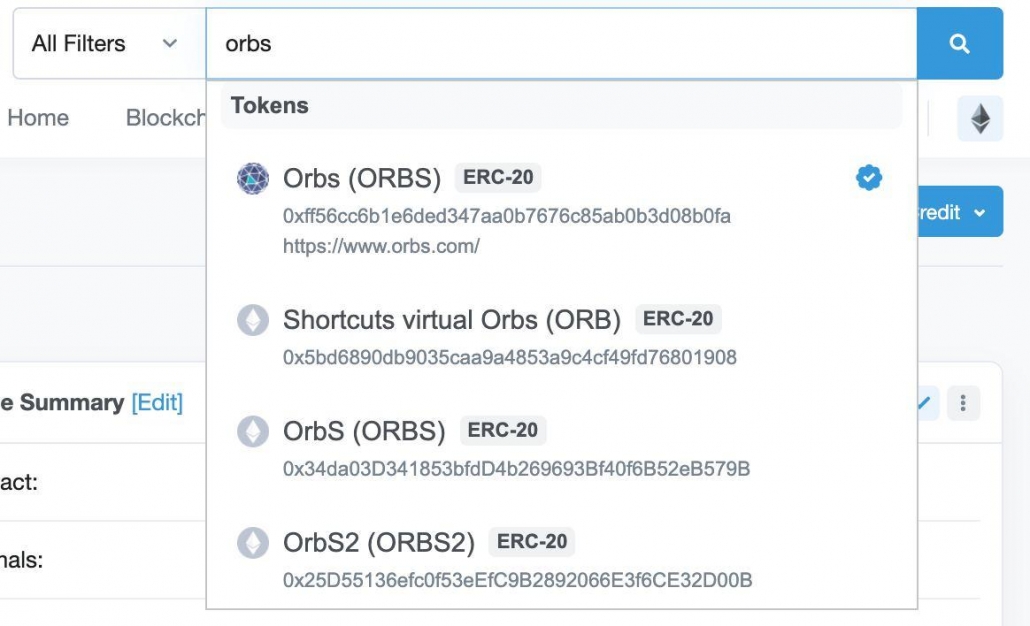 All Filters
orbs
Tokens
Home
Blockch
Orbs (ORBS) ERC-20
0xff56cc6b1e6ded347aa0b7676c85ab0b3d08b0fa
https://www.orbs.com/
redit
Shortcuts virtual Orbs (ORB) ERC-20
0x5bd6890db9035caa9a4853a9c4cf49fd76801908
e Summary [Edit]
OrbS (ORBS) ERC-20
0x34da03D341853bfdD4b269693Bf40f6B52eB579B
act:
OrbS2 (ORBS2) ERC-20
0x25D55136efc0f53eEfC9B2892066E3f6CE32D00B
nals: